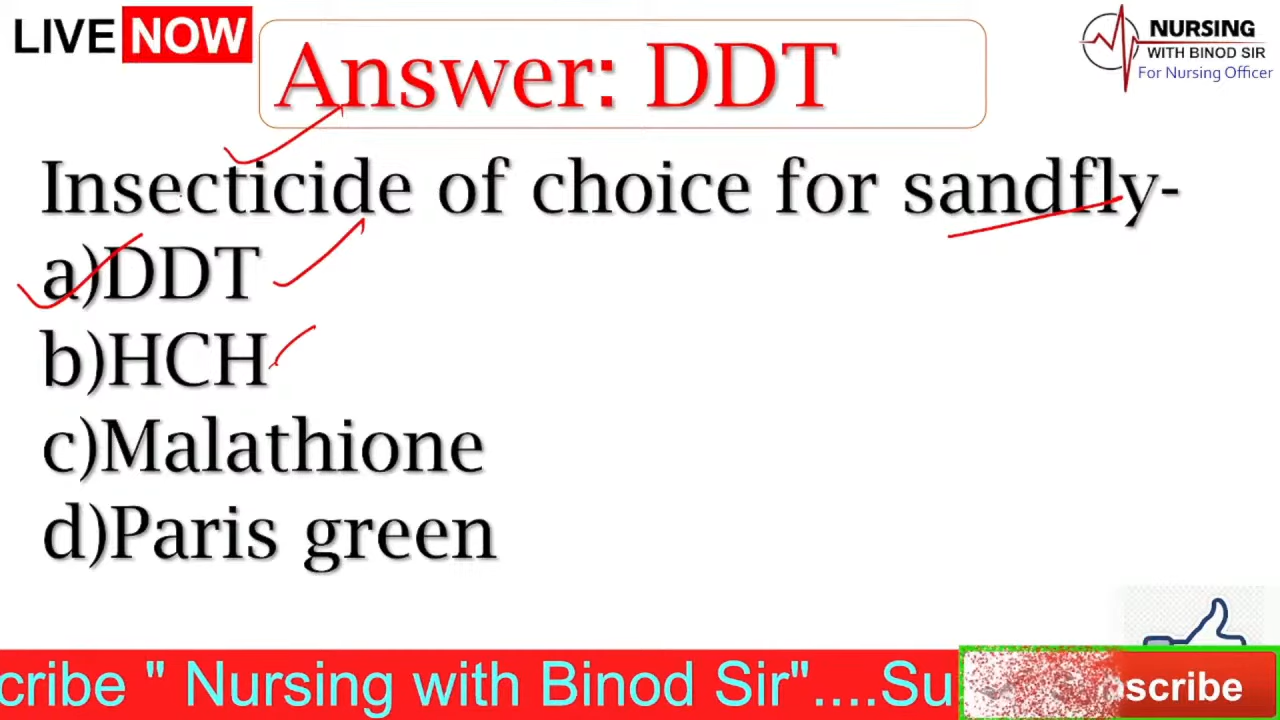 LIVE NOW
Answer: DDT
NURSING
WITH BINOD SIR
For Nursing Officer
Insecticide of choice for sandfly-
a)DDT
b)HCH
c)Malathione
d)Paris green
cribe " Nursing with Binod Sir"....Su
scribe